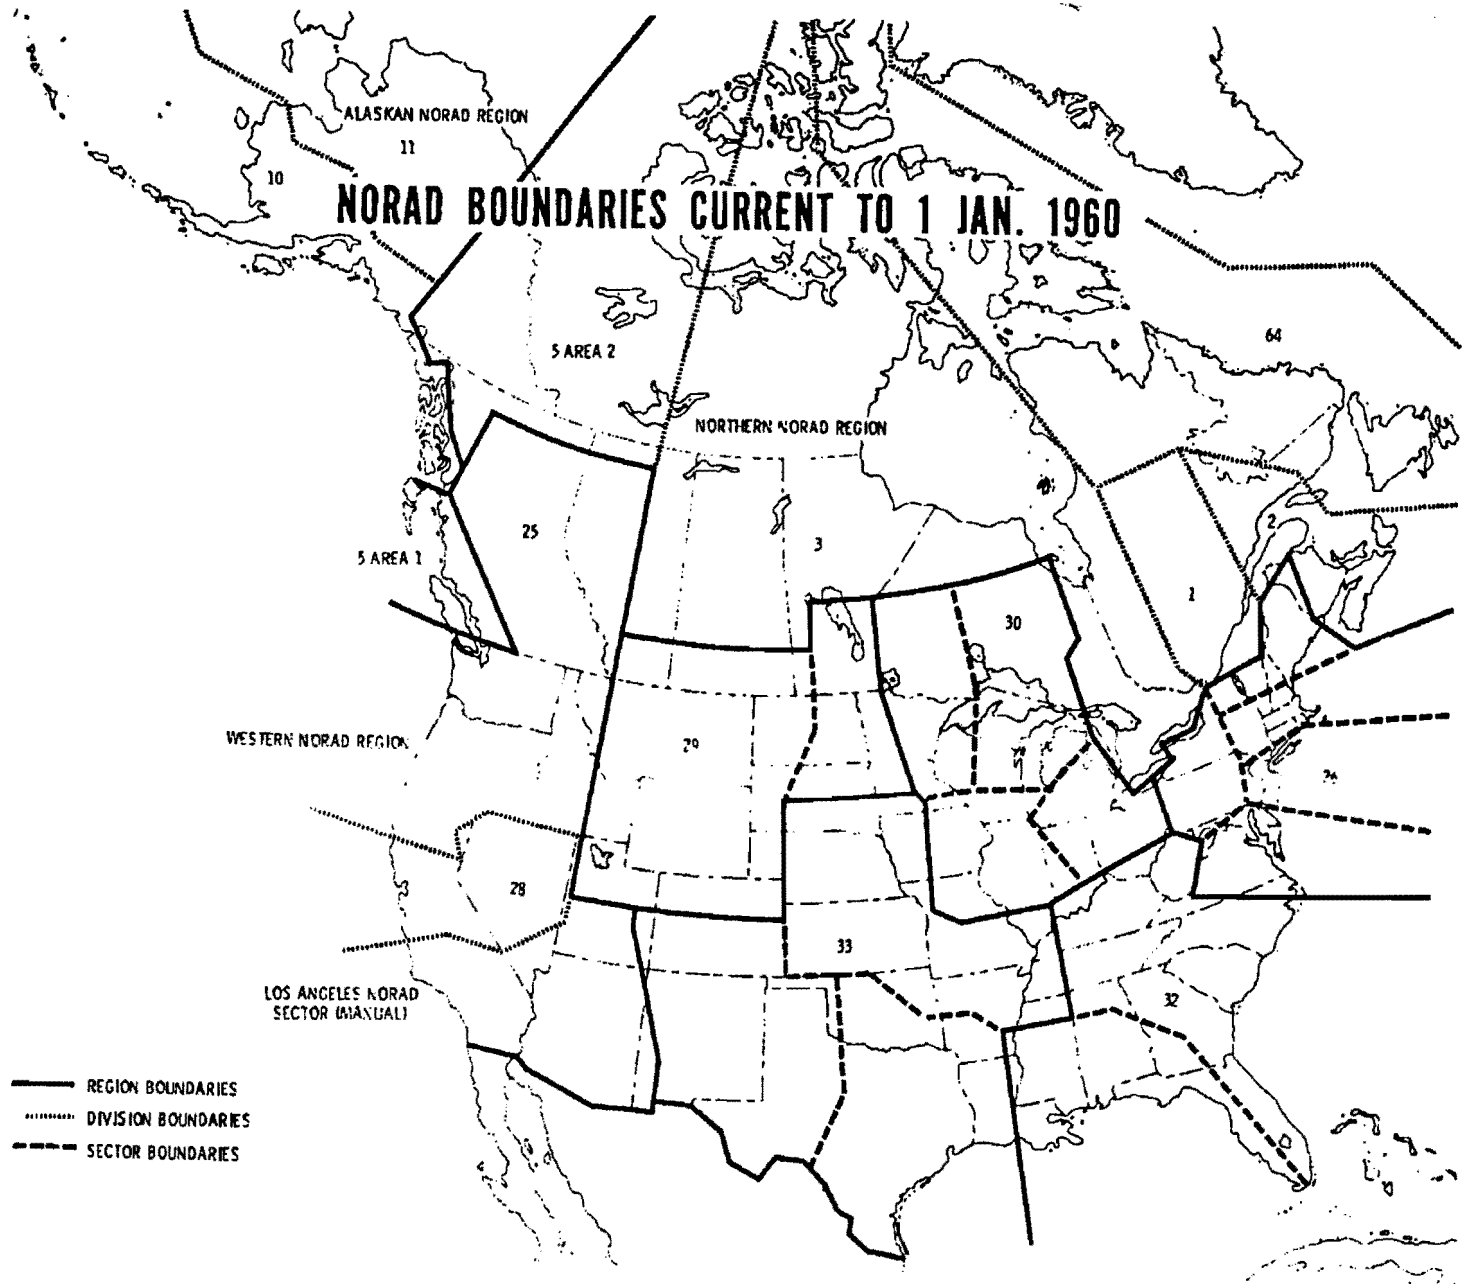 ALASKAN NORAD REGION
11
10
NORAD BOUNDARIES CURRENT TO 1 JAN. 1960
64
5 AREA 2
NORTHERN NORAD REGION
25
3
2
5 AREA 1
1
30
WESTERN NORAD REGION
29
26
28
33
LOS ANGELES NORAD
SECTOR (MANUAL)
32
REGION BOUNDARIES
DIVISION BOUNDARIES
SECTOR BOUNDARIES